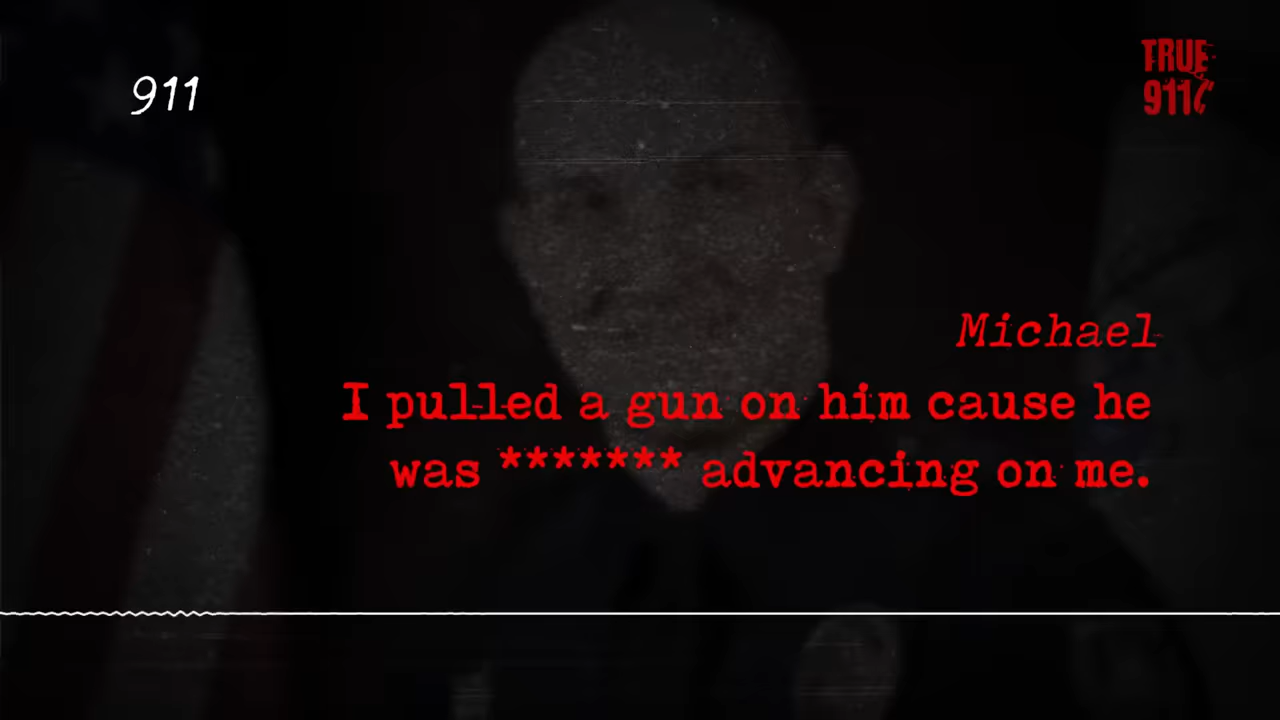 911
TRUE
911
Michael
I pulled a gun on him cause he
was ******* advancing on me.